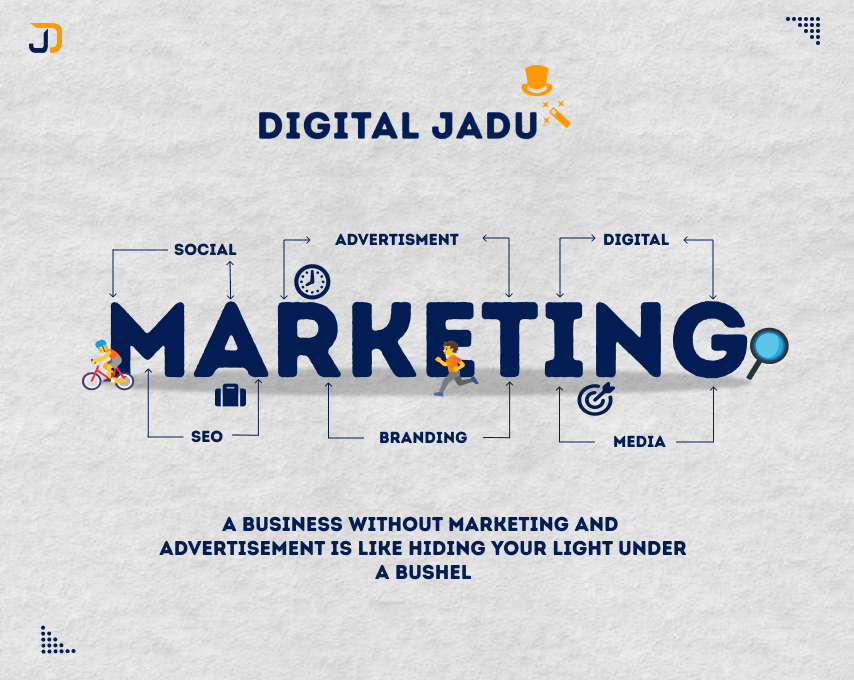 DIGITAL JADU
SOCIAL
ADVERTISMENT
DIGITAL
MARKETING
SEO
BRANDING
MEDIA
A BUSINESS WITHOUT MARKETING AND
ADVERTISEMENT IS LIKE HIDING YOUR LIGHT UNDER
A BUSHEL